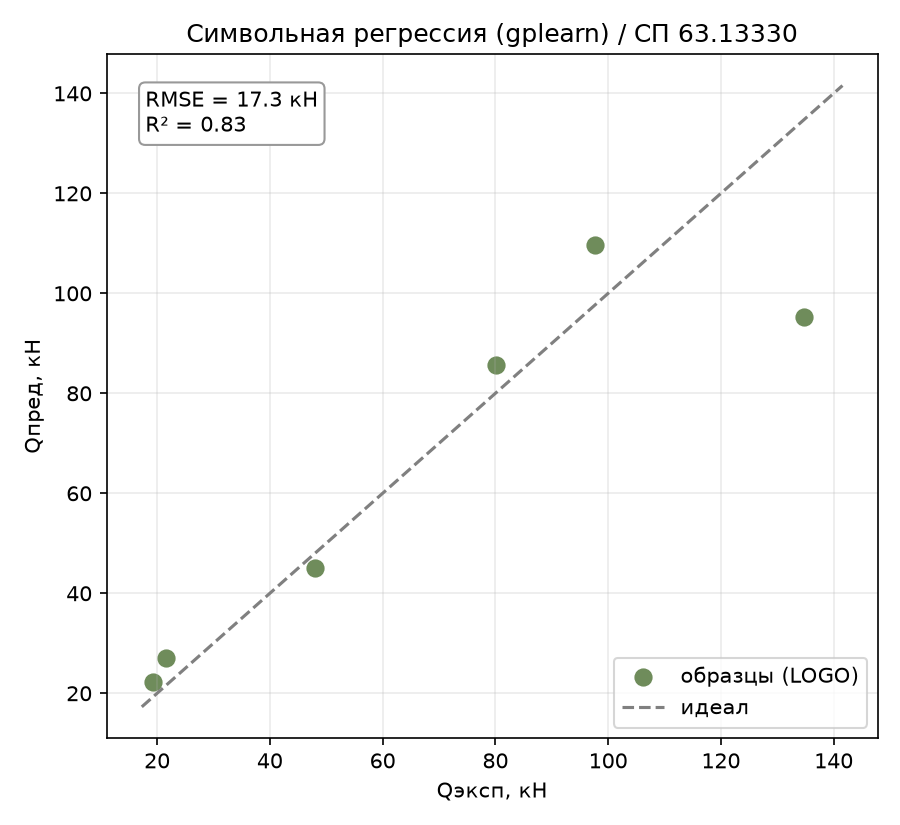 Символьная регрессия (gplearn) / СП 63.13330
RMSE = 17.3 кН
R² = 0.83
140
120
100
80
60
40
20
Qпред, кН
образцы (LOGO)
идеал
20 40 60 80 100 120 140
Qэксп, кН